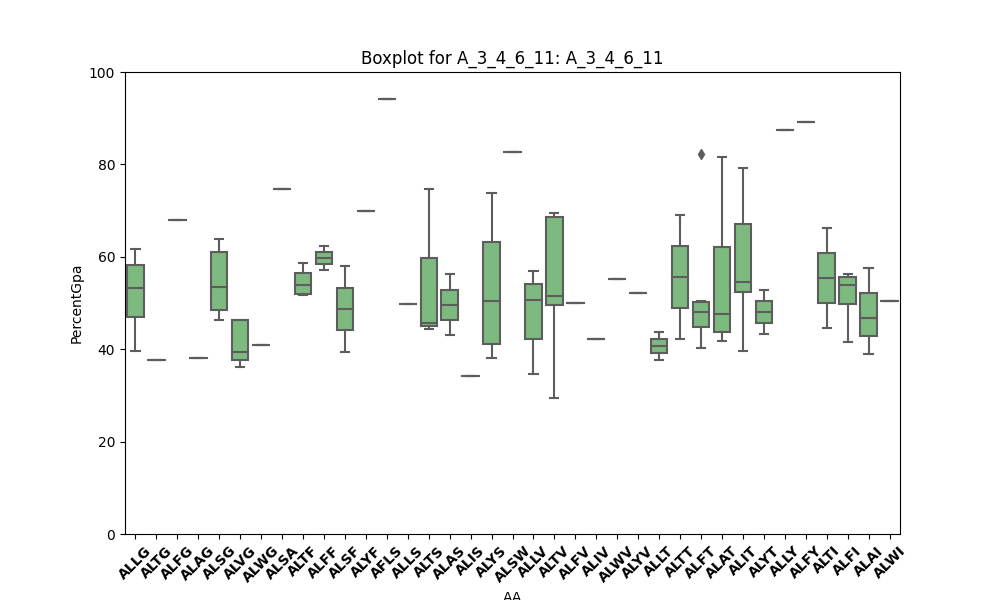 Boxplot for A_3_4_6_11: A_3_4_6_11
100
80
60
40
20
0
PercentGpa
ALLG ALTG ALFG ALAG ALSG ALVG ALWG ALSA ALTF ALFF ALSF ALYF AFLS ALLS ALTS ALAS ALIS ALYS ALSW ALLV ALTV ALFV ALIV ALWV ALYV ALLT ALTT ALFT ALAT ALIT ALYT ALLY ALFY ALTI ALFI ALAI ALWI
AA